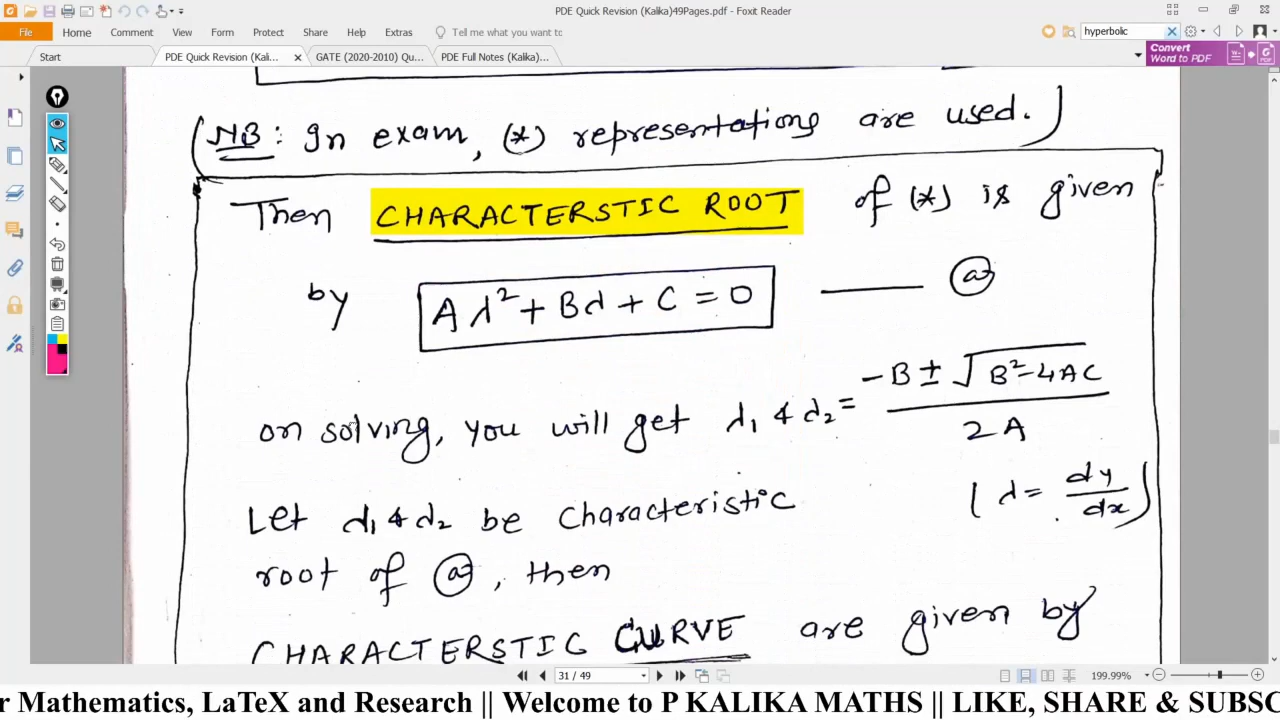 PDE Quick Revision (Kalika)49Pages.pdf - Foxit Reader
File Home Comment View Form Protect Share Help Extras Tell me what you want to hyperbolic
Start PDE Quick Revision (Kali... GATE (2020-2010) Qu... PDE Full Notes (Kalika)... Convert Word to PDF
(NB: In exam, (*) representations are used.)
Then CHARACTERSTIC ROOT of (*) is given
by Aλ²+Bλ+C=0 —— ⓐ
on solving, you will get λ₁ & λ₂ = (-B ± √(B²-4AC))/(2A)
Let λ₁ & λ₂ be characteristic (λ = dy/dx)
root of ⓐ, then
CHARACTERSTIC CURVE are given by
31 / 49 199.99%
r Mathematics, LaTeX and Research || Welcome to P KALIKA MATHS || LIKE, SHARE & SUBSC